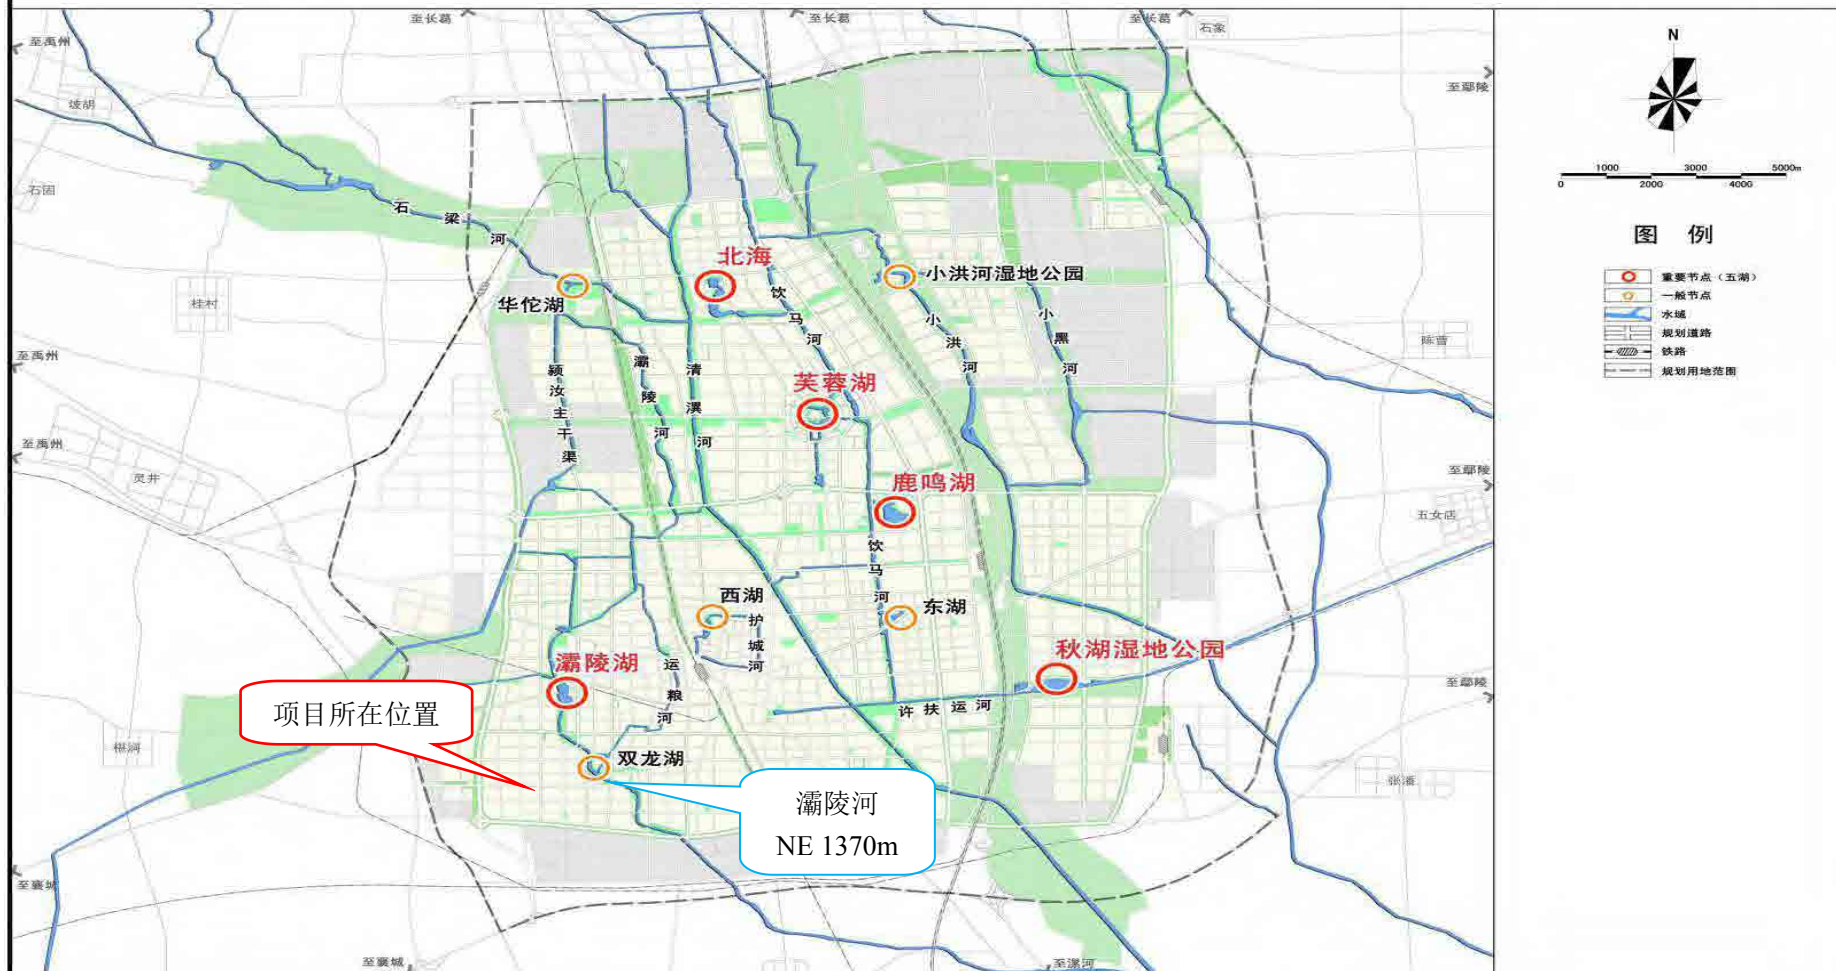 至长葛
至长葛
至长葛
石象
至禹州
N
至鄢陵
坡胡
1000
3000
5000m
0
2000
4000
石固
石梁河
图 例
北海
小洪河湿地公园
重要节点（五湖）
一般节点
水域
规划道路
铁路
规划用地范围
华佗湖
桂村
饮马河
小洪河
小黑河
陈曹
至禹州
颍汝主干渠
灞陵河
清潩河
芙蓉湖
至禹州
灵井
鹿鸣湖
至鄢陵
五女店
饮马河
西湖
护城河
东湖
秋湖湿地公园
灞陵湖
运粮河
至鄢陵
项目所在位置
许扶运河
椹涧
双龙湖
张潘
灞陵河
NE 1370m
至襄城
至襄城
至漯河